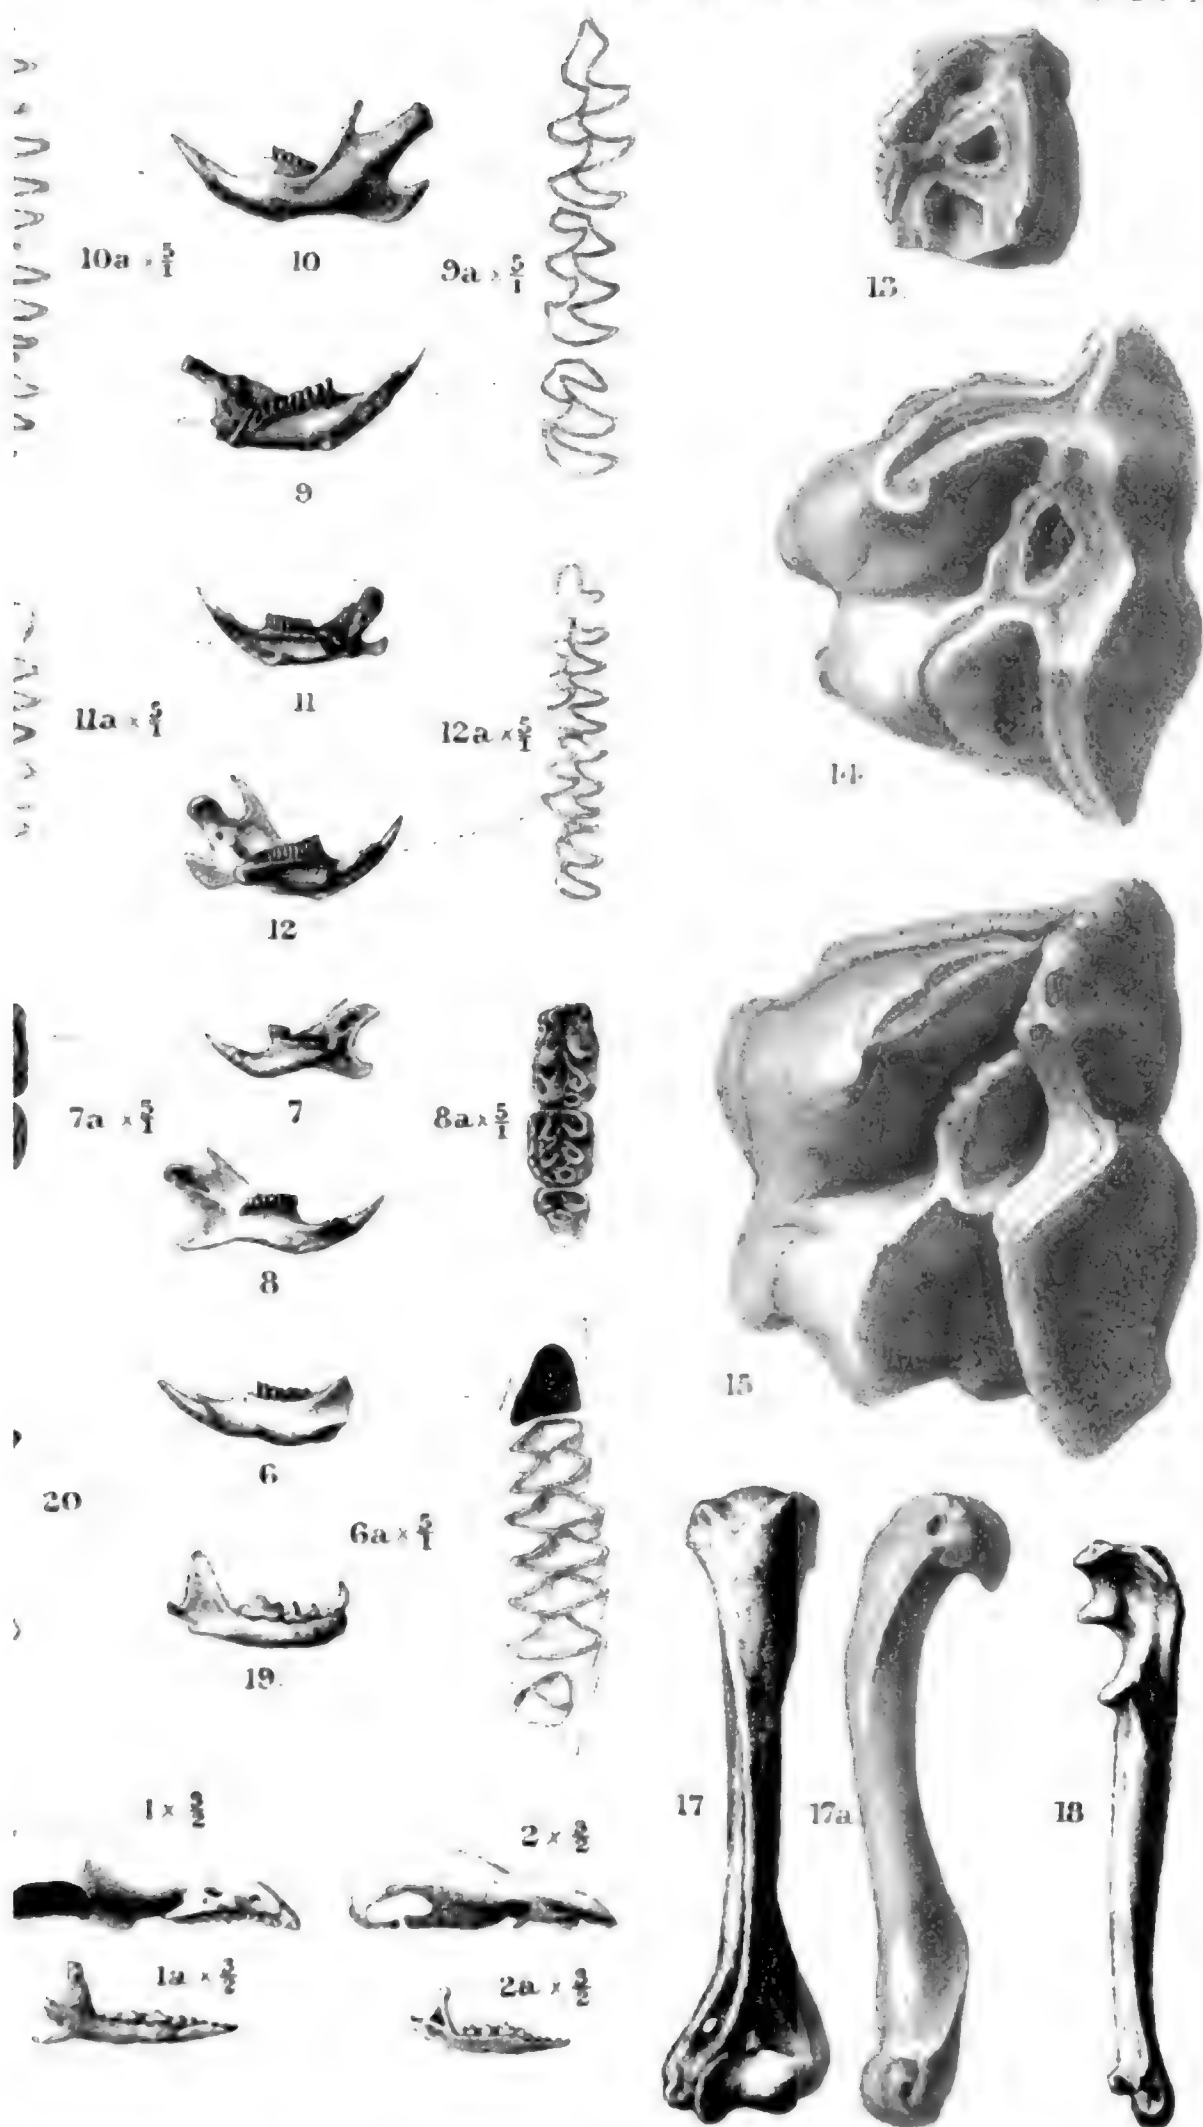 10a × 5/1
10
9a × 5/1
13.
9
11
11a × 5/1
12a × 5/1
14
12
7
7a × 5/1
8a × 5/1
8
15
6
20
6a × 5/1
19.
17
17a
18
1 × 3/2
2 × 3/2
1a × 3/2
2a × 3/2